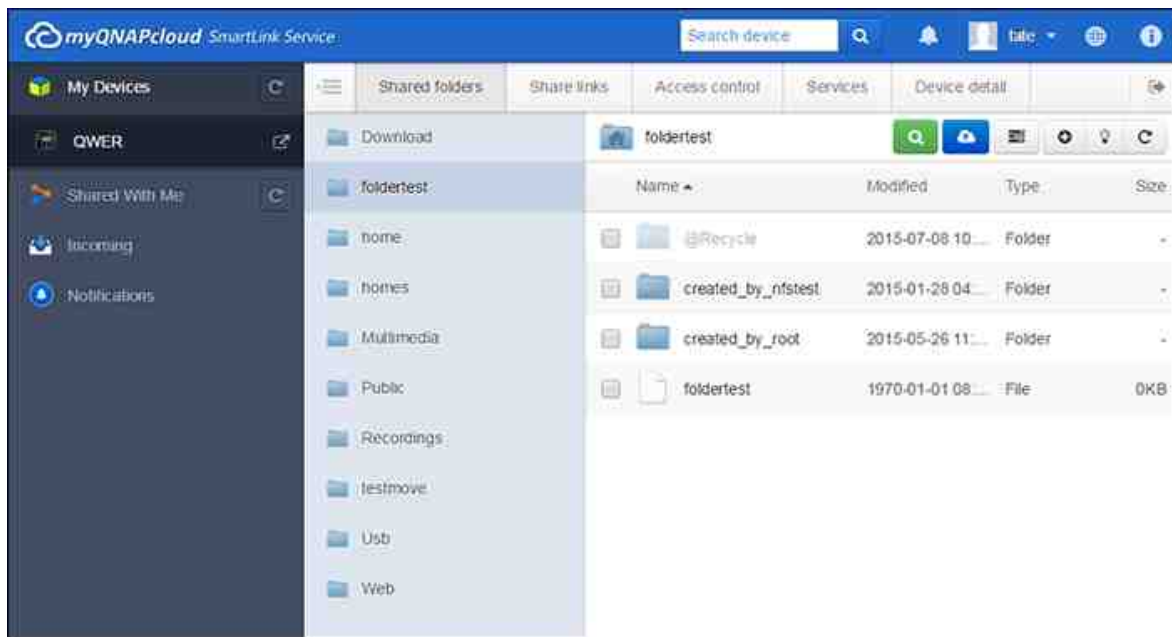 myQNAPcloud SmartLink Service
Search device
tate
My Devices
QWER
Shared With Me
Incoming
Notifications
Shared folders
Share links
Access control
Services
Device detail
Download
foldertest
home
homes
Multimedia
Public
Recordings
testmove
Usb
Web
foldertest
Name Modified Type Size
@Recycle 2015-07-08 10:... Folder -
created_by_nfstest 2015-01-28 04:... Folder -
created_by_root 2015-05-26 11:... Folder -
foldertest 1970-01-01 08:... File 0KB